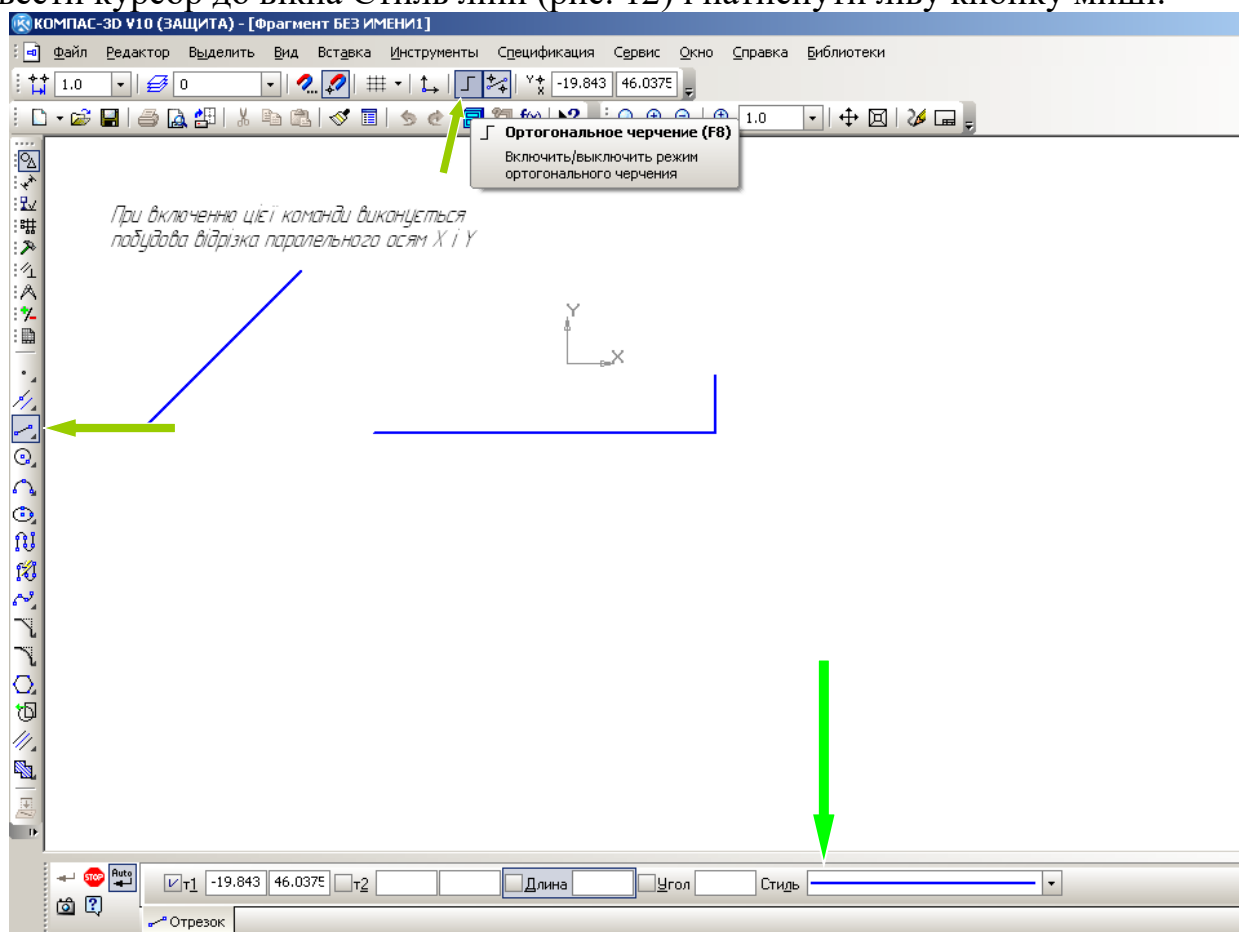 вести курсор до вікна Стиль ліній (рис. 12) і натиснути ліву кнопку миші.
КОМПАС-3D V10 (ЗАЩИТА) - [Фрагмент БЕЗ ИМЕНИ1]
Файл Редактор Выделить Вид Вставка Инструменты Спецификация Сервис Окно Справка Библиотеки
1.0 0 Y X -19.843 46.0375
f(x) 1.0
Ортогональное черчение (F8)
Включить/выключить режим
ортогонального черчения
При включенню цієї команди виконується
побудова відрізка паралельного осям X і Y
Y
X
STOP Auto т1 -19.843 46.0375 т2 Длина Угол Стиль
Отрезок